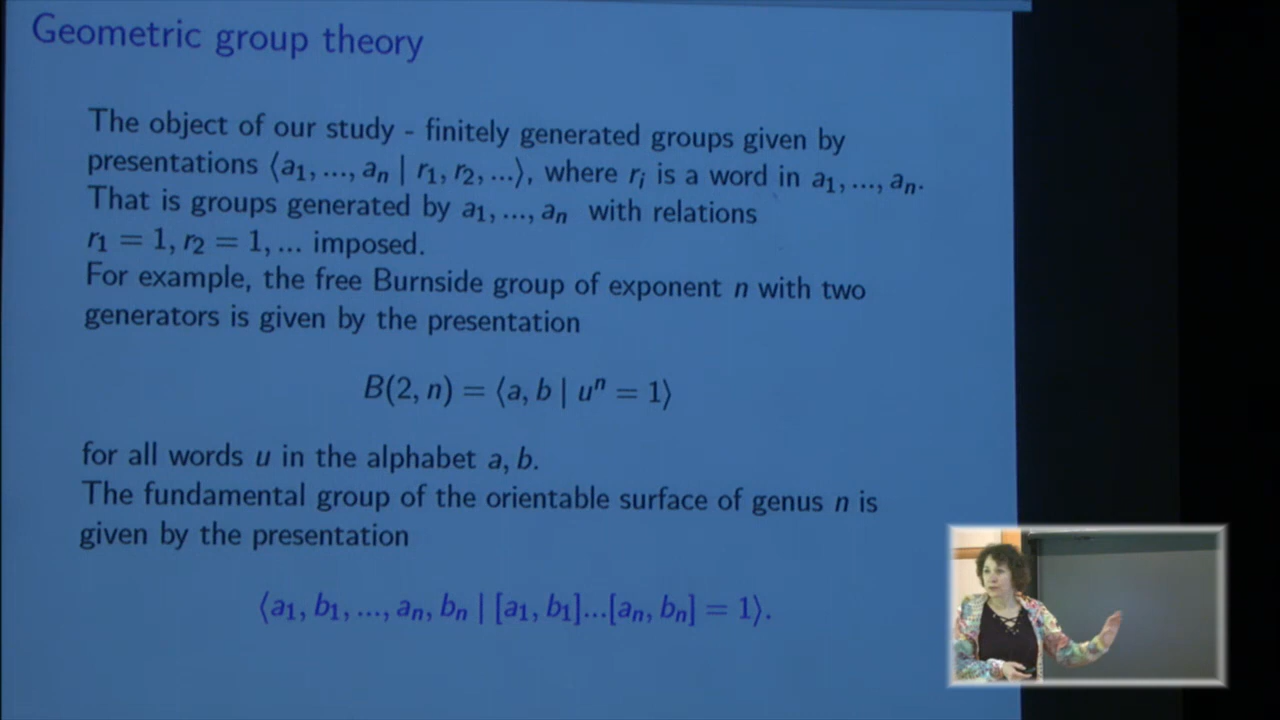 Geometric group theory
The object of our study - finitely generated groups given by
presentations ⟨a₁, ..., aₙ | r₁, r₂, ...⟩, where rᵢ is a word in a₁, ..., aₙ.
That is groups generated by a₁, ..., aₙ with relations
r₁ = 1, r₂ = 1, ... imposed.
For example, the free Burnside group of exponent n with two
generators is given by the presentation
B(2, n) = ⟨a, b | uⁿ = 1⟩
for all words u in the alphabet a, b.
The fundamental group of the orientable surface of genus n is
given by the presentation
⟨a₁, b₁, ..., aₙ, bₙ | [a₁, b₁]...[aₙ, bₙ] = 1⟩.